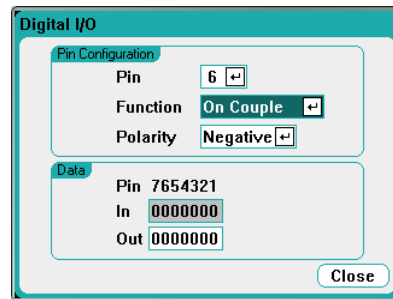 Digital I/O
Pin Configuration
Pin 6
Function On Couple
Polarity Negative
Data
Pin 7654321
In 0000000
Out 0000000
Close